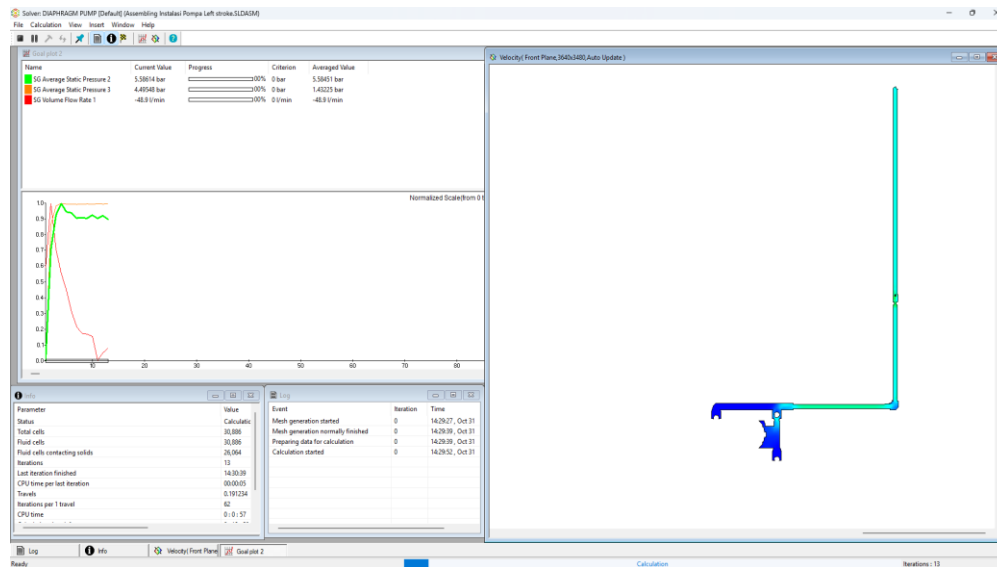 Solver: DIAPHRAGM PUMP [Default] (Assembling Instalasi Pompa Left stroke.SLDASM)
File Calculation View Insert Window Help
Goal plot 2
Name Current Value Progress Criterion Averaged Value
SG Average Static Pressure 2 5.58614 bar 00% 0 bar 5.58451 bar
SG Average Static Pressure 3 4.49548 bar 00% 0 bar 1.43225 bar
SG Volume Flow Rate 1 -48.9 l/min 00% 0 l/min -48.9 l/min
Normalized Scale(from 0 t
1.0
0.9
0.8
0.7
0.6
0.5
0.4
0.3
0.2
0.1
0.0
10 20 30 40 50 60 70 80
Velocity( Front Plane,3640x3480,Auto Update )
Info
Parameter Value
Status Calculatic
Total cells 30,886
Fluid cells 30,886
Fluid cells contacting solids 26,064
Iterations 13
Last iteration finished 14:30:39
CPU time per last iteration 00:00:05
Travels 0.191234
Iterations per 1 travel 62
CPU time 0 : 0 : 57
Log
Event Iteration Time
Mesh generation started 0 14:29:27 , Oct 31
Mesh generation normally finished 0 14:29:39 , Oct 31
Preparing data for calculation 0 14:29:39 , Oct 31
Calculation started 0 14:29:52 , Oct 31
Log Info Velocity( Front Plane Goal plot 2
Ready Calculation Iterations : 13